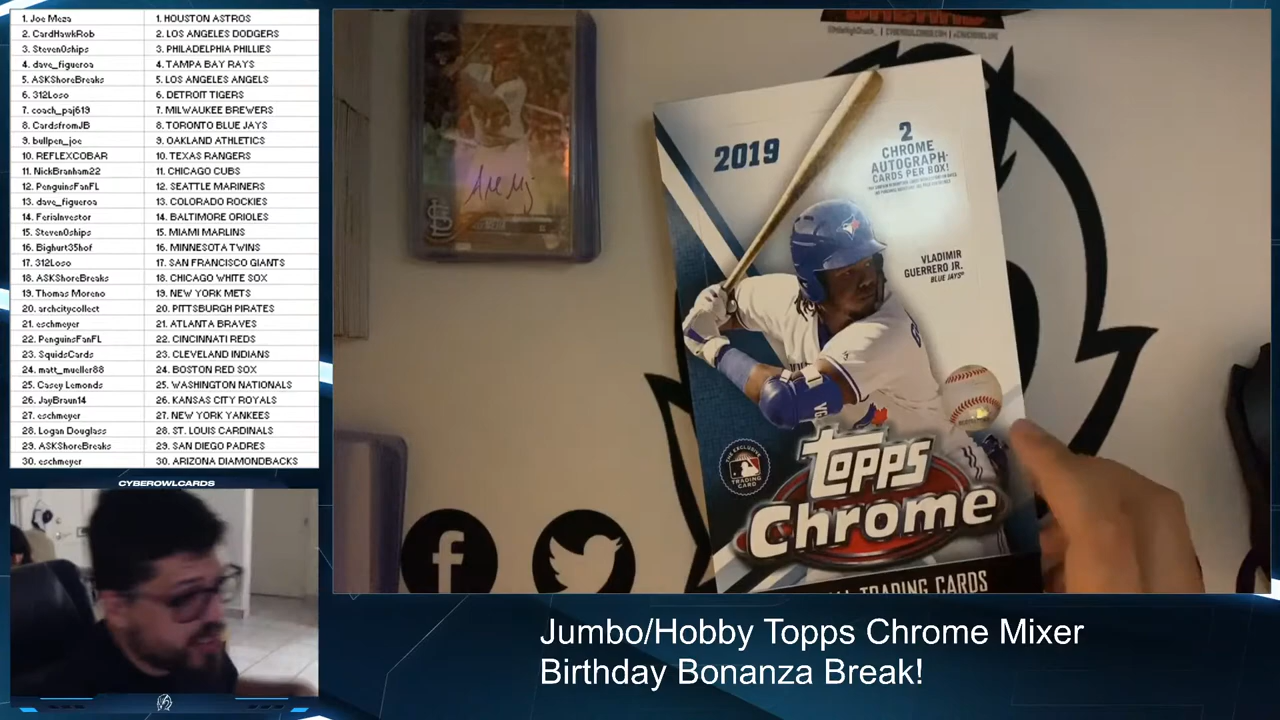 1. Joe Meza 1. HOUSTON ASTROS
2. CardHawkRob 2. LOS ANGELES DODGERS
3. Steven0ships 3. PHILADELPHIA PHILLIES
4. dave_figueroa 4. TAMPA BAY RAYS
5. ASKShoreBreaks 5. LOS ANGELES ANGELS
6. 312Loso 6. DETROIT TIGERS
7. coach_paj619 7. MILWAUKEE BREWERS
8. CardsfromJB 8. TORONTO BLUE JAYS
9. bullpen_joe 9. OAKLAND ATHLETICS
10. REFLEXCOBAR 10. TEXAS RANGERS
11. NickBranham22 11. CHICAGO CUBS
12. PenguinsFanFL 12. SEATTLE MARINERS
13. dave_figueroa 13. COLORADO ROCKIES
14. FeriaInvestor 14. BALTIMORE ORIOLES
15. Steven0ships 15. MIAMI MARLINS
16. Bighurt35hof 16. MINNESOTA TWINS
17. 312Loso 17. SAN FRANCISCO GIANTS
18. ASKShoreBreaks 18. CHICAGO WHITE SOX
19. Thomas Moreno 19. NEW YORK METS
20. archcitycollect 20. PITTSBURGH PIRATES
21. eschmeyer 21. ATLANTA BRAVES
22. PenguinsFanFL 22. CINCINNATI REDS
23. SquidsCards 23. CLEVELAND INDIANS
24. matt_mueller88 24. BOSTON RED SOX
25. Casey Lemonds 25. WASHINGTON NATIONALS
26. JayBraun14 26. KANSAS CITY ROYALS
27. eschmeyer 27. NEW YORK YANKEES
28. Logan Douglass 28. ST. LOUIS CARDINALS
29. ASKShoreBreaks 29. SAN DIEGO PADRES
30. eschmeyer 30. ARIZONA DIAMONDBACKS
CYBEROWLCARDS
2019
2
CHROME
AUTOGRAPH
CARDS PER BOX!
VLADIMIR
GUERRERO JR.
BLUE JAYS
THE EXCLUSIVE
TRADING
CARD
Topps
Chrome
TRADING CARDS
f
Jumbo/Hobby Topps Chrome Mixer
Birthday Bonanza Break!